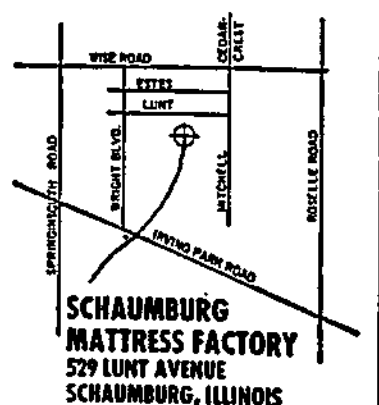 CEDAR-
CREST
WISE ROAD
ESTES
LUNT
SPRINGINSGUTH ROAD
WRIGHT BLVD.
MITCHELL
ROSELLE ROAD
IRVING PARK ROAD
SCHAUMBURG
MATTRESS FACTORY
529 LUNT AVENUE
SCHAUMBURG, ILLINOIS